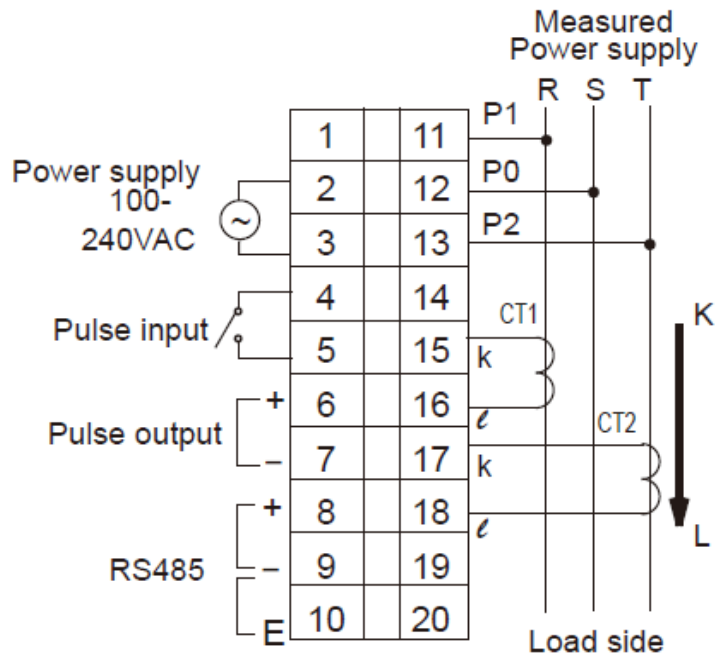 Measured
Power supply
R S T
1 11 P1
Power supply
100-
240VAC
~
2 12 P0
3 13 P2
Pulse input
4 14
5 15 k
CT1
K
Pulse output
+ 6 16 ℓ
− 7 17 k
CT2
RS485
+ 8 18 ℓ
L
− 9 19
E 10 20
Load side